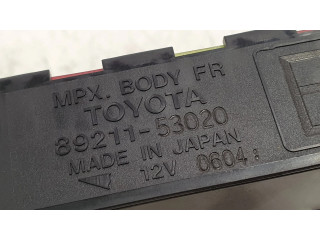 MPX. BODY FR
TOYOTA
89211-53020
MADE IN JAPAN
12V 0604